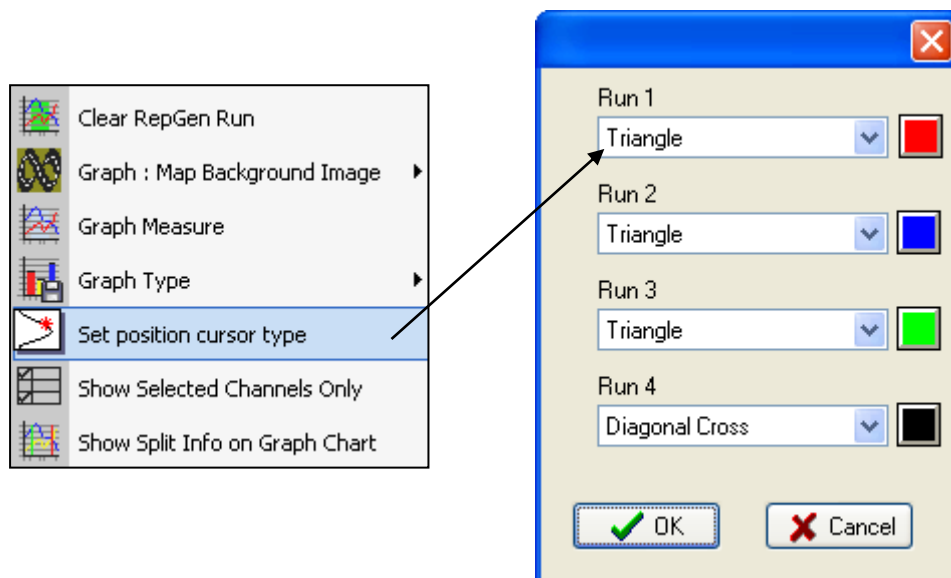 Clear RepGen Run
Graph : Map Background Image
Graph Measure
Graph Type
Set position cursor type
Show Selected Channels Only
Show Split Info on Graph Chart
Run 1
Triangle
Run 2
Triangle
Run 3
Triangle
Run 4
Diagonal Cross
OK
Cancel